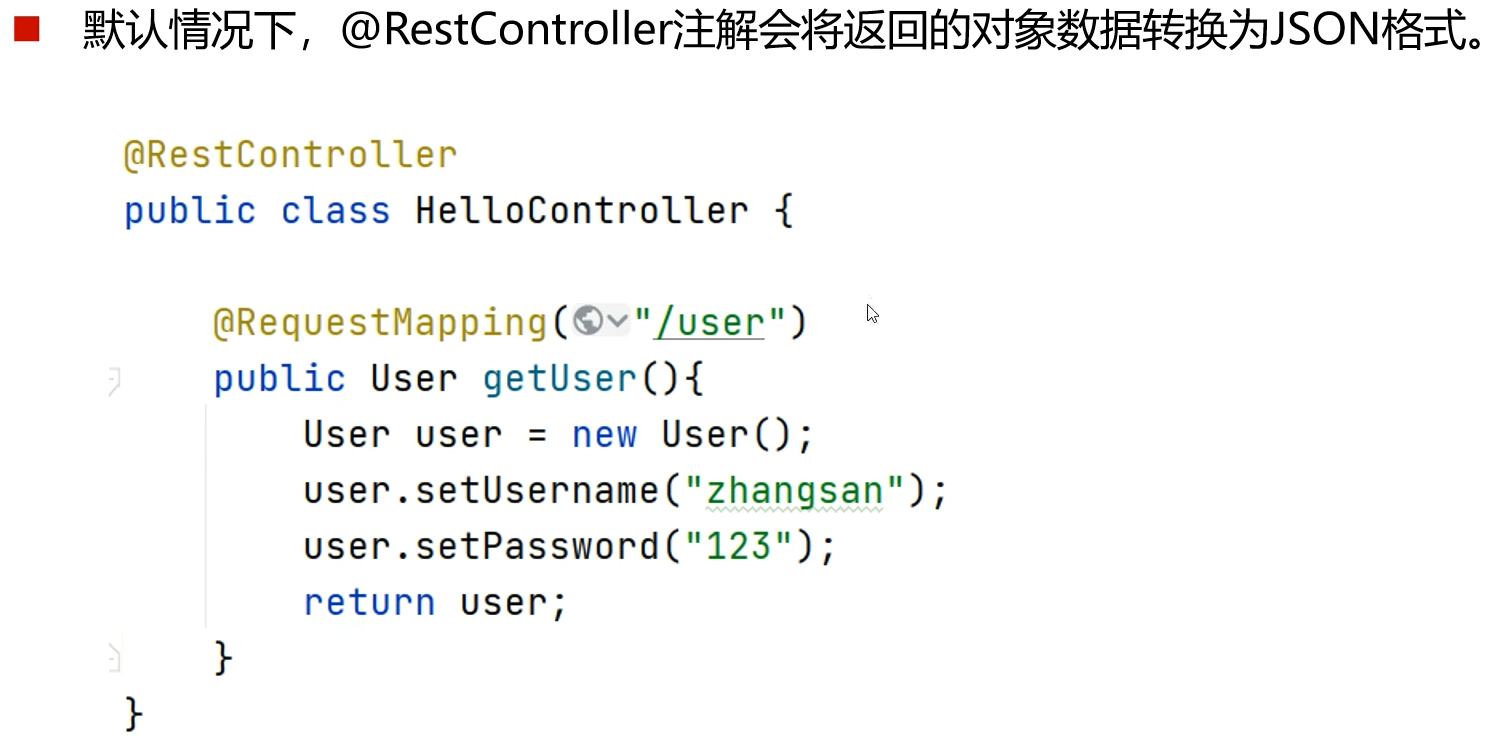 默认情况下，@RestController注解会将返回的对象数据转换为JSON格式。
@RestController
public class HelloController {
@RequestMapping("/user")
public User getUser(){
User user = new User();
user.setUsername("zhangsan");
user.setPassword("123");
return user;
}
}